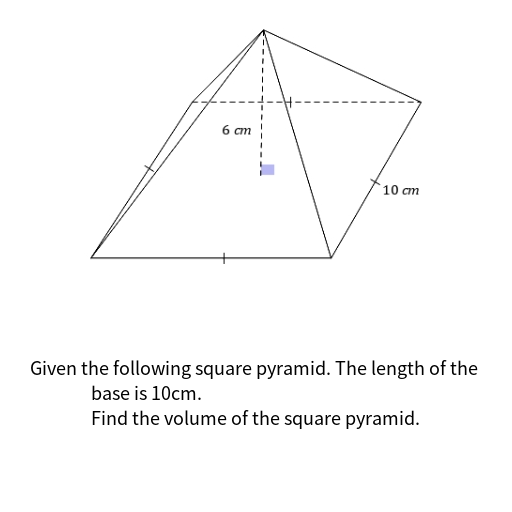 6 cm
10 cm
Given the following square pyramid. The length of the
base is 10cm.
Find the volume of the square pyramid.